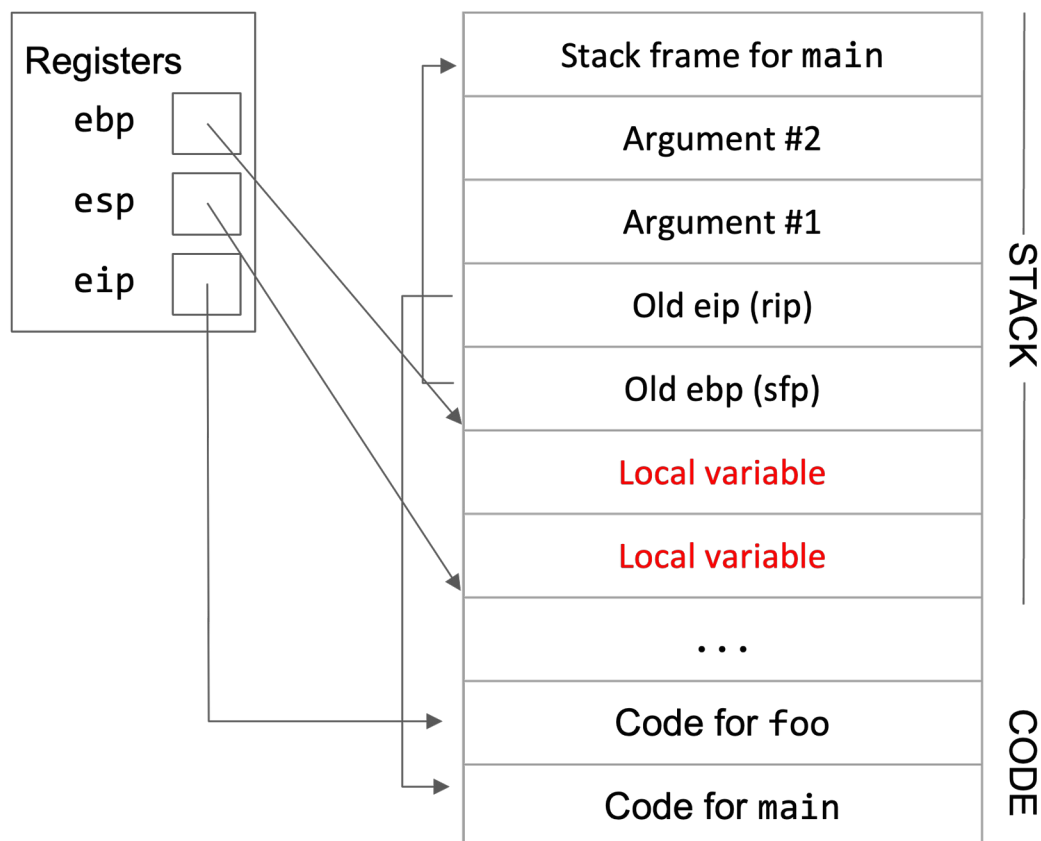 Registers
ebp
esp
eip
Stack frame for main
Argument #2
Argument #1
Old eip (rip)
Old ebp (sfp)
Local variable
Local variable
...
Code for foo
Code for main
STACK
CODE